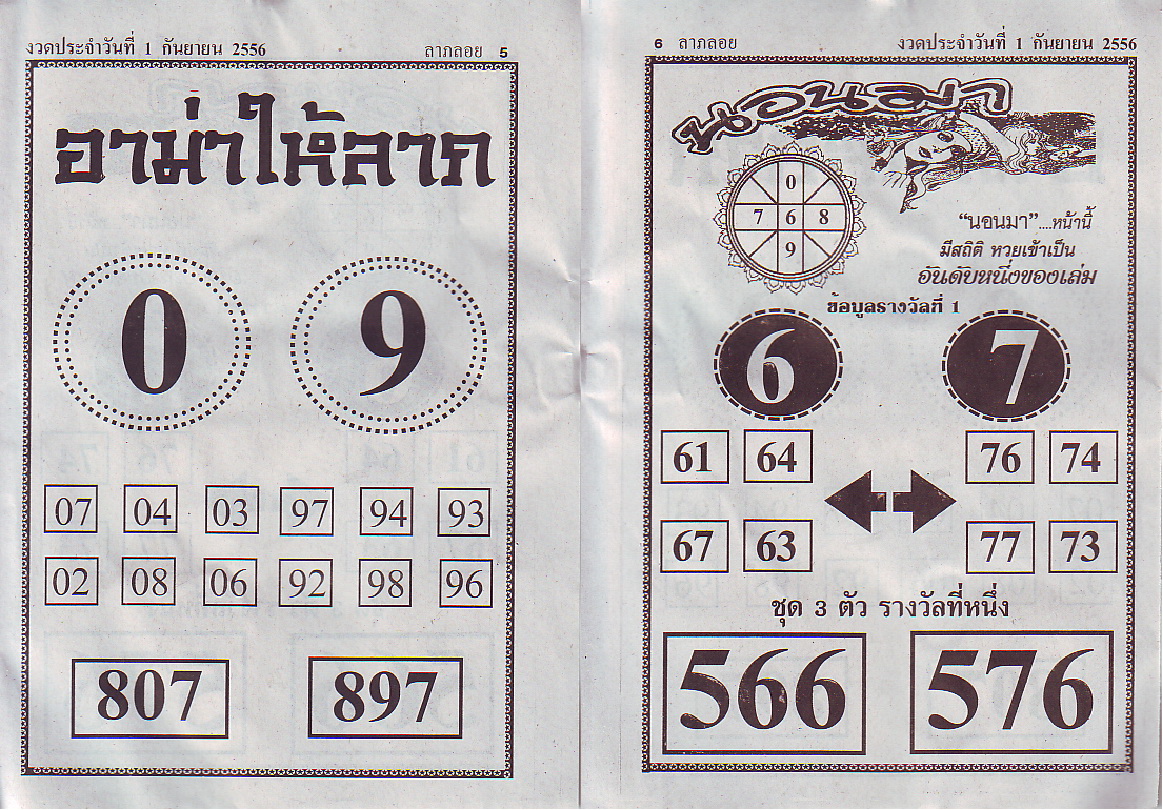 งวดประจำวันที่ 1 กันยายน 2556
ลาภลอย 5
อาม่าให้ลาภ
0 9
07 04 03 97 94 93
02 08 06 92 98 96
807 897
6 ลาภลอย
งวดประจำวันที่ 1 กันยายน 2556
นอนมา
0
7 6 8
9
“นอนมา”....หน้านี้
มีสถิติ หวยเข้าเป็น
อันดับหนึ่งของเล่ม
ข้อมูลรางวัลที่ 1
6 7
61 64 76 74
67 63 77 73
ชุด 3 ตัว รางวัลที่หนึ่ง
566 576